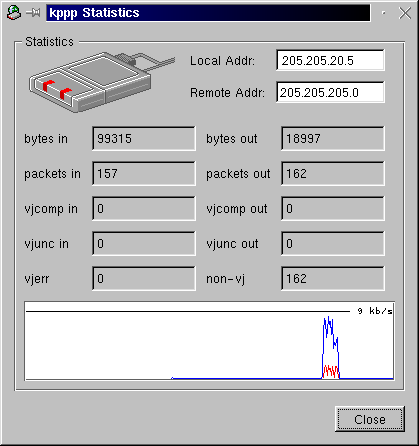 kppp Statistics
Statistics
Local Addr: 205.205.20.5
Remote Addr: 205.205.205.0
bytes in 99315 bytes out 18997
packets in 157 packets out 162
vjcomp in 0 vjcomp out 0
vjunc in 0 vjunc out 0
vjerr 0 non-vj 162
9 kb/s
Close